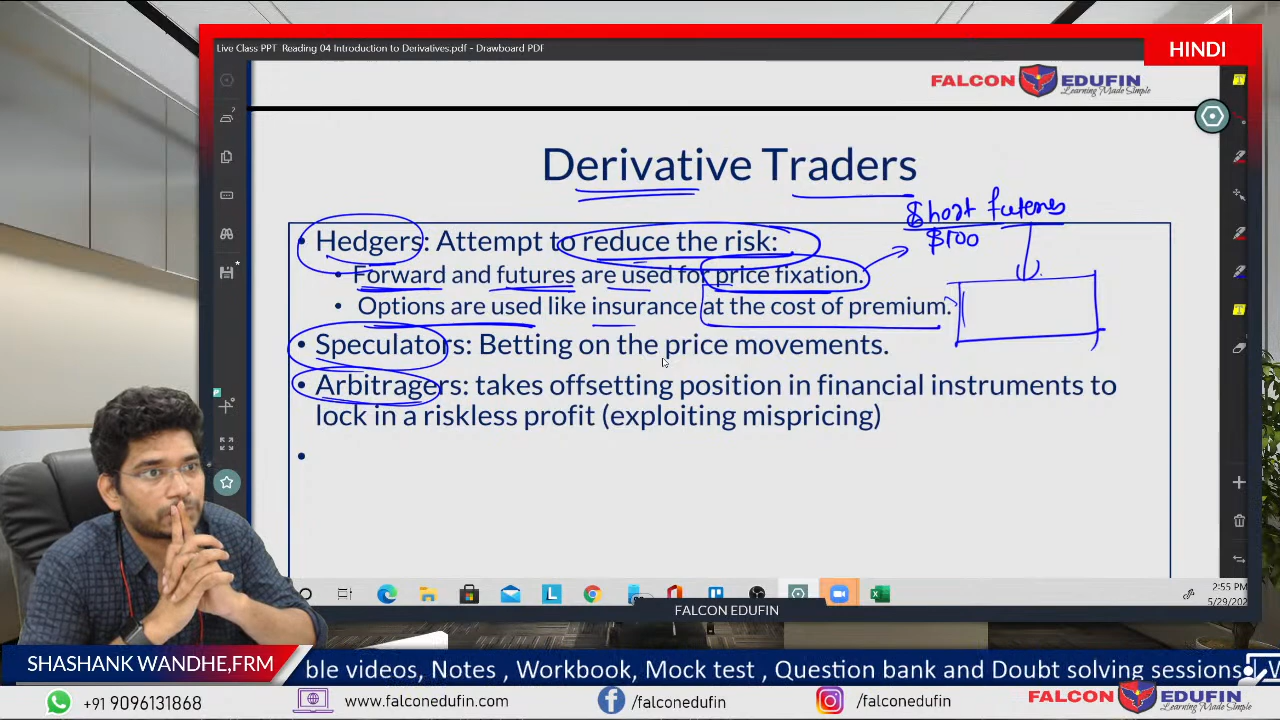 HINDI
Live Class PPT Reading 04 Introduction to Derivatives.pdf - Drawboard PDF
FALCON EDUFIN
Learning Made Simple
Derivative Traders
Short futures
$100
• Hedgers: Attempt to reduce the risk:
• Forward and futures are used for price fixation.
• Options are used like insurance at the cost of premium.
• Speculators: Betting on the price movements.
• Arbitragers: takes offsetting position in financial instruments to
lock in a riskless profit (exploiting mispricing)
•
2:55 PM
5/29/202
FALCON EDUFIN
SHASHANK WANDHE,FRM
ble videos, Notes , Workbook, Mock test , Question bank and Doubt solving sessions
+91 9096131868
www.falconedufin.com
/falconedufin
/falconedufin
FALCON EDUFIN
Learning Made Simple